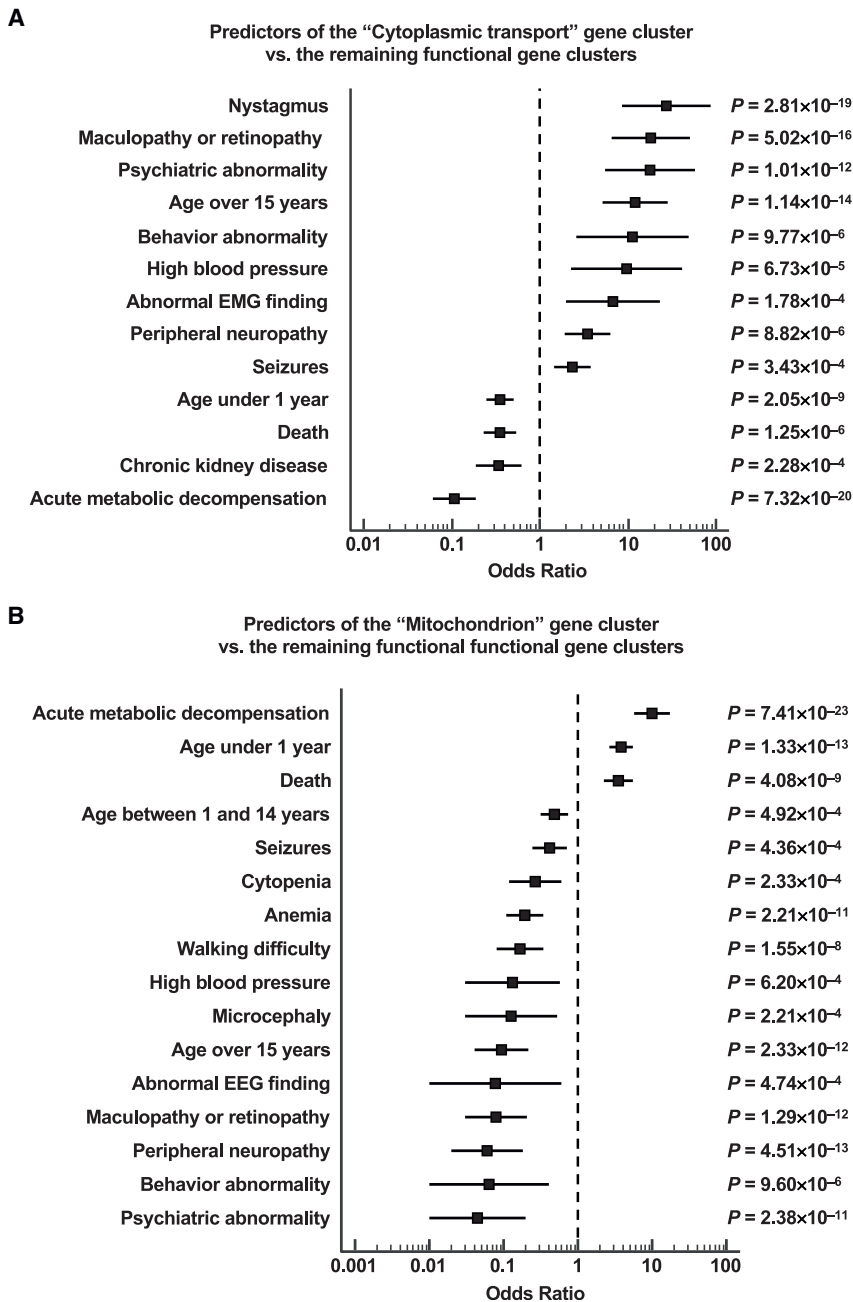 A
Predictors of the “Cytoplasmic transport” gene cluster
vs. the remaining functional gene clusters
Nystagmus P = 2.81×10–19
Maculopathy or retinopathy P = 5.02×10–16
Psychiatric abnormality P = 1.01×10–12
Age over 15 years P = 1.14×10–14
Behavior abnormality P = 9.77×10–6
High blood pressure P = 6.73×10–5
Abnormal EMG finding P = 1.78×10–4
Peripheral neuropathy P = 8.82×10–6
Seizures P = 3.43×10–4
Age under 1 year P = 2.05×10–9
Death P = 1.25×10–6
Chronic kidney disease P = 2.28×10–4
Acute metabolic decompensation P = 7.32×10–20
0.01 0.1 1 10 100
Odds Ratio
B
Predictors of the “Mitochondrion” gene cluster
vs. the remaining functional functional gene clusters
Acute metabolic decompensation P = 7.41×10–23
Age under 1 year P = 1.33×10–13
Death P = 4.08×10–9
Age between 1 and 14 years P = 4.92×10–4
Seizures P = 4.36×10–4
Cytopenia P = 2.33×10–4
Anemia P = 2.21×10–11
Walking difficulty P = 1.55×10–8
High blood pressure P = 6.20×10–4
Microcephaly P = 2.21×10–4
Age over 15 years P = 2.33×10–12
Abnormal EEG finding P = 4.74×10–4
Maculopathy or retinopathy P = 1.29×10–12
Peripheral neuropathy P = 4.51×10–13
Behavior abnormality P = 9.60×10–6
Psychiatric abnormality P = 2.38×10–11
0.001 0.01 0.1 1 10 100
Odds Ratio